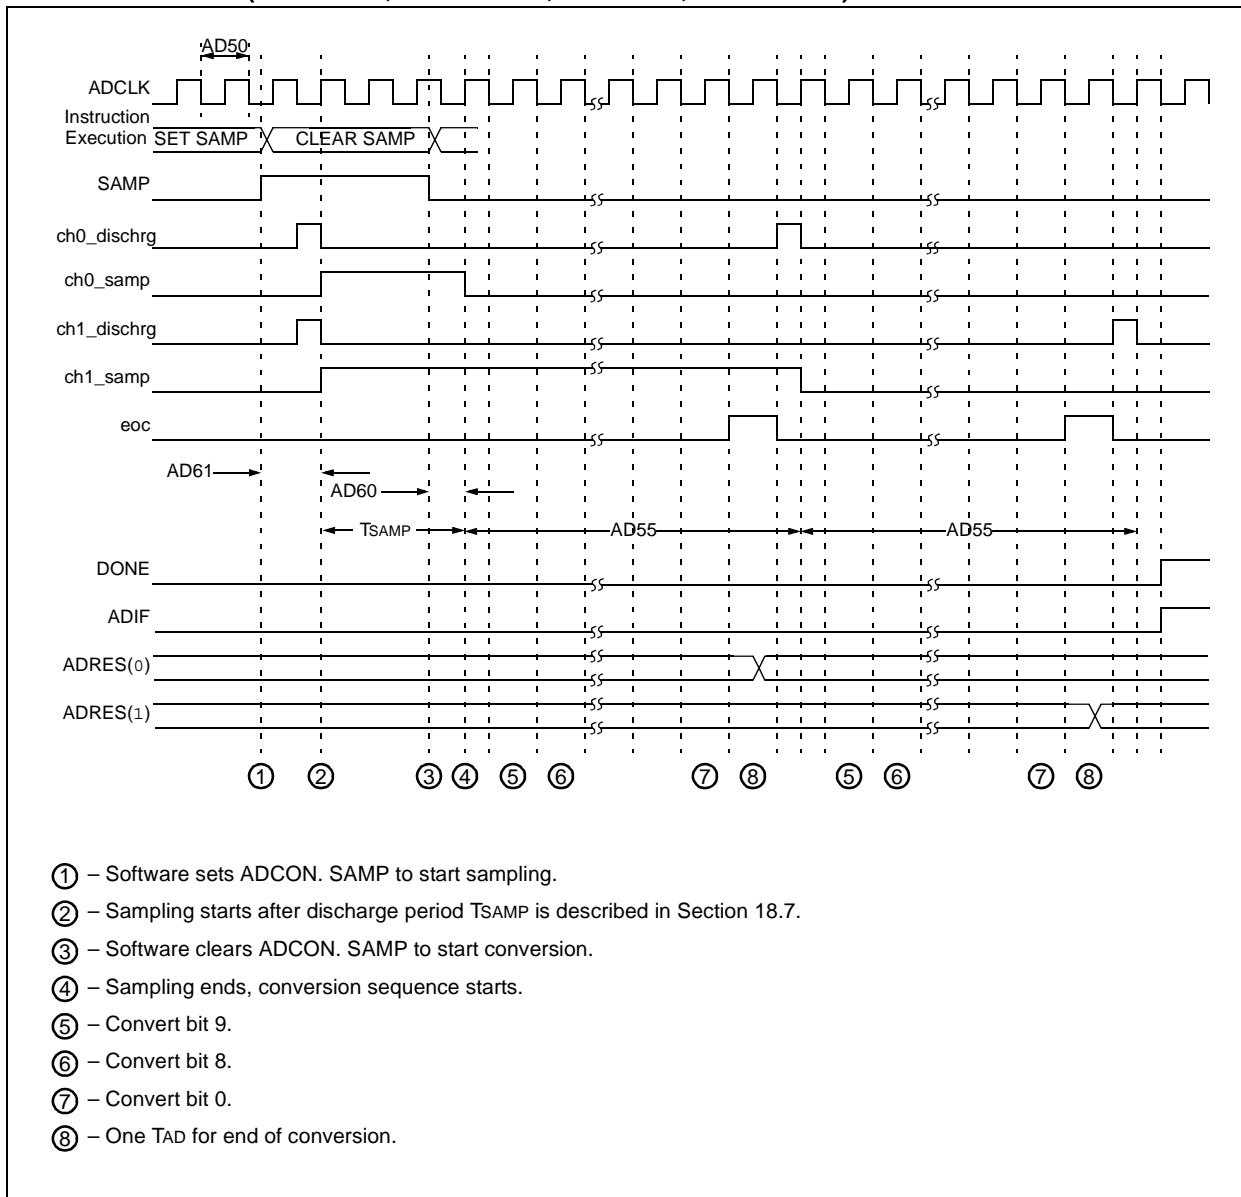 AD50
ADCLK
Instruction
Execution SET SAMP CLEAR SAMP
SAMP
ch0_dischrg
ch0_samp
ch1_dischrg
ch1_samp
eoc
AD61
AD60
TSAMP AD55 AD55
DONE
ADIF
ADRES(0)
ADRES(1)
1 2 3 4 5 6 7 8 5 6 7 8
1 – Software sets ADCON. SAMP to start sampling.
2 – Sampling starts after discharge period TSAMP is described in Section 18.7.
3 – Software clears ADCON. SAMP to start conversion.
4 – Sampling ends, conversion sequence starts.
5 – Convert bit 9.
6 – Convert bit 8.
7 – Convert bit 0.
8 – One TAD for end of conversion.